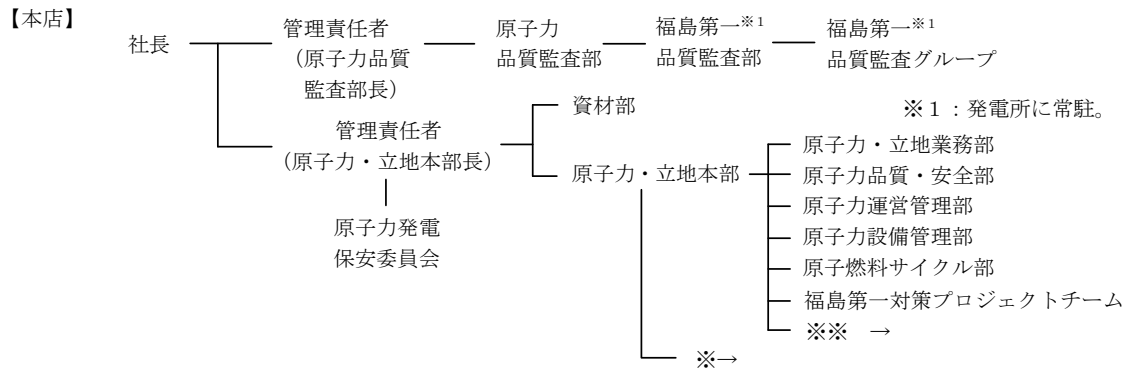 【本店】
社長
管理責任者
(原子力品質
監査部長)
原子力
品質監査部
福島第一※1
品質監査部
福島第一※1
品質監査グループ
※1:発電所に常駐。
管理責任者
(原子力・立地本部長)
原子力発電
保安委員会
資材部
原子力・立地本部
原子力・立地業務部
原子力品質・安全部
原子力運営管理部
原子力設備管理部
原子燃料サイクル部
福島第一対策プロジェクトチーム
※※ →
※→